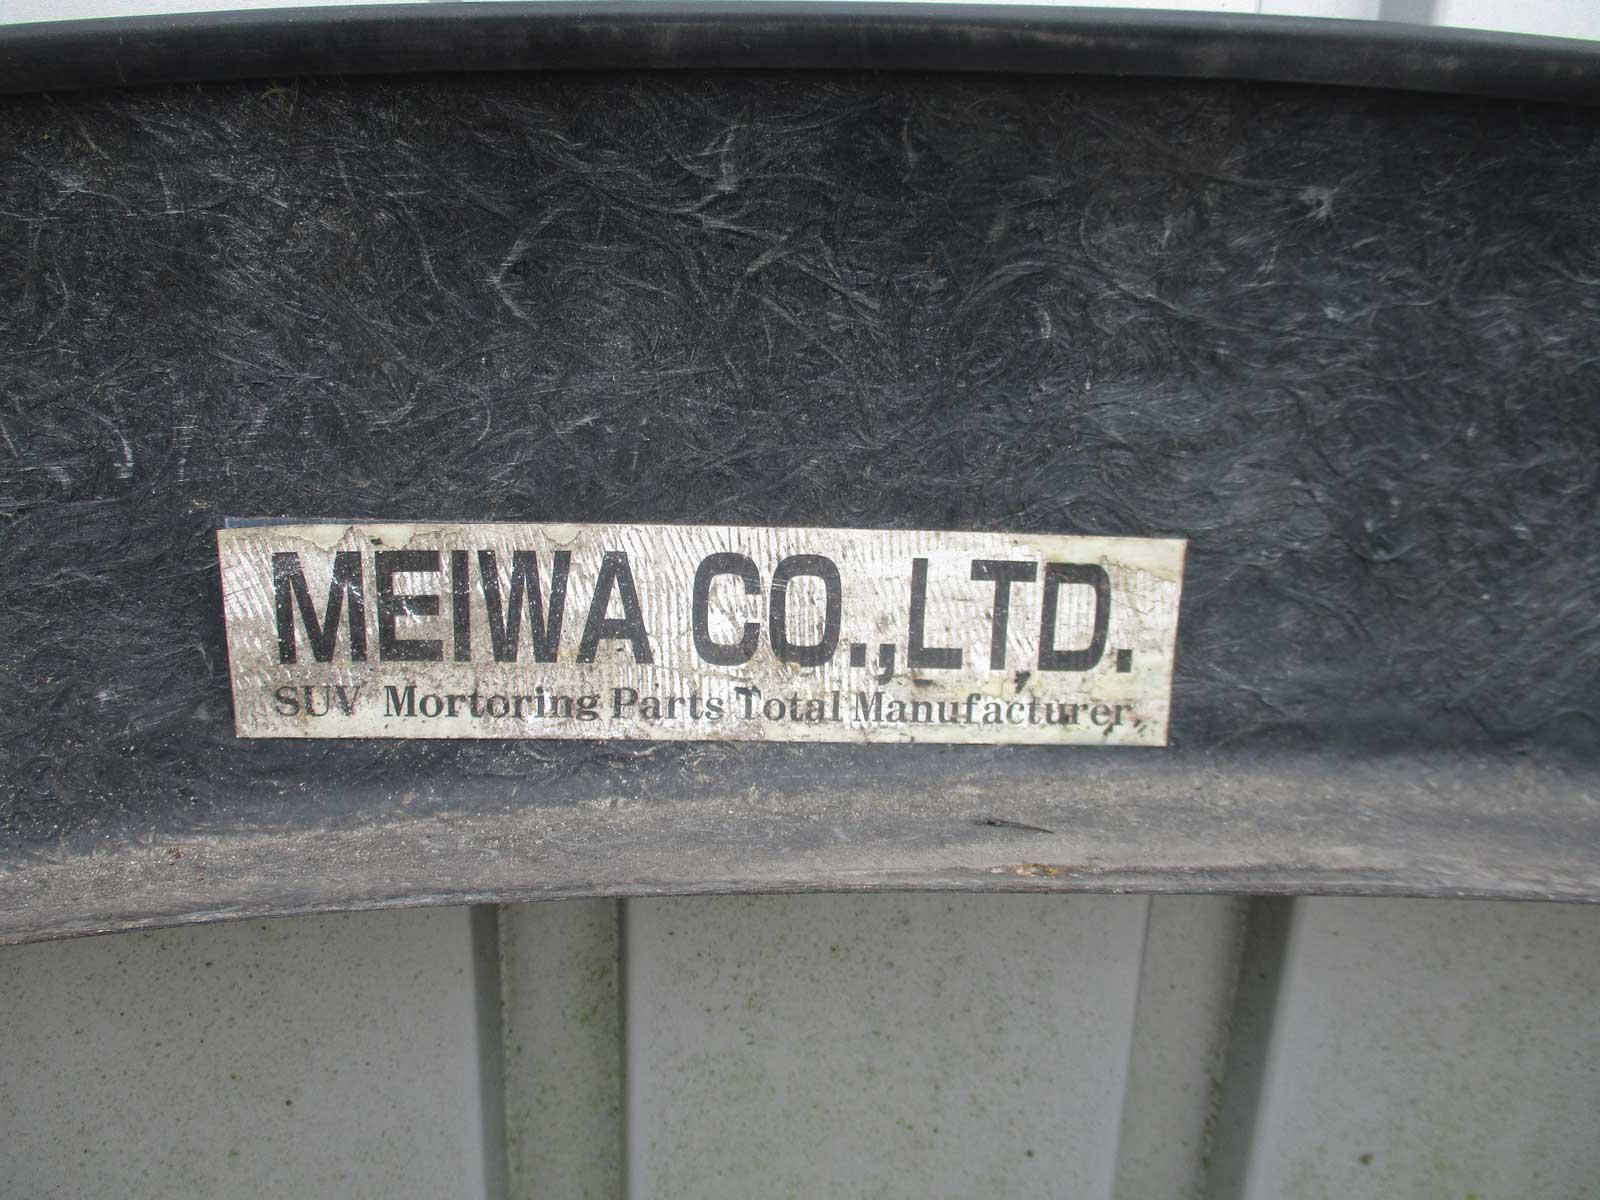 MEIWA CO.,LTD.
SUV Mortoring Parts Total Manufacturer,